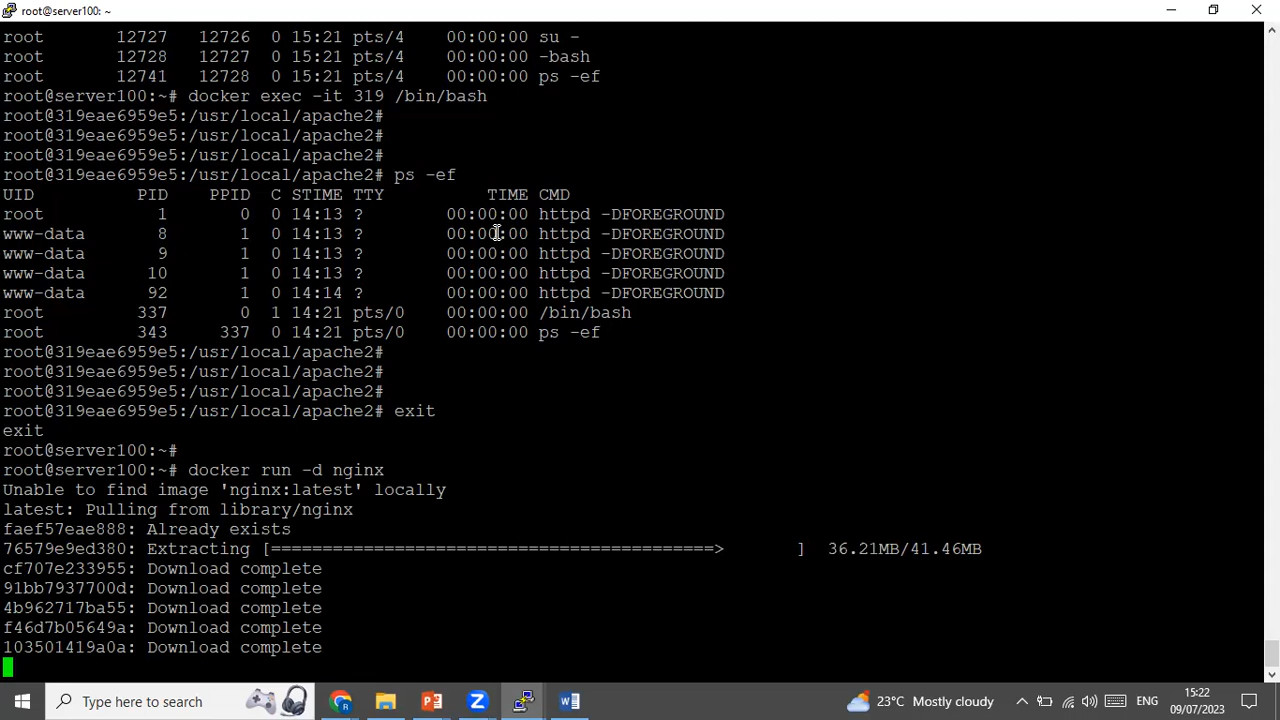 root@server100: ~
root       12727   12726  0 15:21 pts/4    00:00:00 su -
root       12728   12727  0 15:21 pts/4    00:00:00 -bash
root       12741   12728  0 15:21 pts/4    00:00:00 ps -ef
root@server100:~# docker exec -it 319 /bin/bash
root@319eae6959e5:/usr/local/apache2#
root@319eae6959e5:/usr/local/apache2#
root@319eae6959e5:/usr/local/apache2#
root@319eae6959e5:/usr/local/apache2# ps -ef
UID          PID    PPID  C STIME TTY          TIME CMD
root           1       0  0 14:13 ?        00:00:00 httpd -DFOREGROUND
www-data       8       1  0 14:13 ?        00:00:00 httpd -DFOREGROUND
www-data       9       1  0 14:13 ?        00:00:00 httpd -DFOREGROUND
www-data      10       1  0 14:13 ?        00:00:00 httpd -DFOREGROUND
www-data      92       1  0 14:14 ?        00:00:00 httpd -DFOREGROUND
root         337       0  1 14:21 pts/0    00:00:00 /bin/bash
root         343     337  0 14:21 pts/0    00:00:00 ps -ef
root@319eae6959e5:/usr/local/apache2#
root@319eae6959e5:/usr/local/apache2#
root@319eae6959e5:/usr/local/apache2#
root@319eae6959e5:/usr/local/apache2# exit
exit
root@server100:~#
root@server100:~# docker run -d nginx
Unable to find image 'nginx:latest' locally
latest: Pulling from library/nginx
faef57eae888: Already exists
76579e9ed380: Extracting [===========================================>       ]  36.21MB/41.46MB
cf707e233955: Download complete
91bb7937700d: Download complete
4b962717ba55: Download complete
f46d7b05649a: Download complete
103501419a0a: Download complete
Type here to search
23°C Mostly cloudy
ENG
15:22
09/07/2023